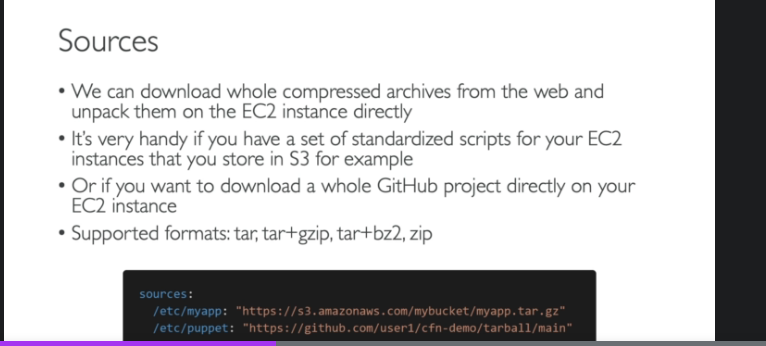 Sources
• We can download whole compressed archives from the web and
unpack them on the EC2 instance directly
• It's very handy if you have a set of standardized scripts for your EC2
instances that you store in S3 for example
• Or if you want to download a whole GitHub project directly on your
EC2 instance
• Supported formats: tar, tar+gzip, tar+bz2, zip
sources:
  /etc/myapp: "https://s3.amazonaws.com/mybucket/myapp.tar.gz"
  /etc/puppet: "https://github.com/user1/cfn-demo/tarball/main"